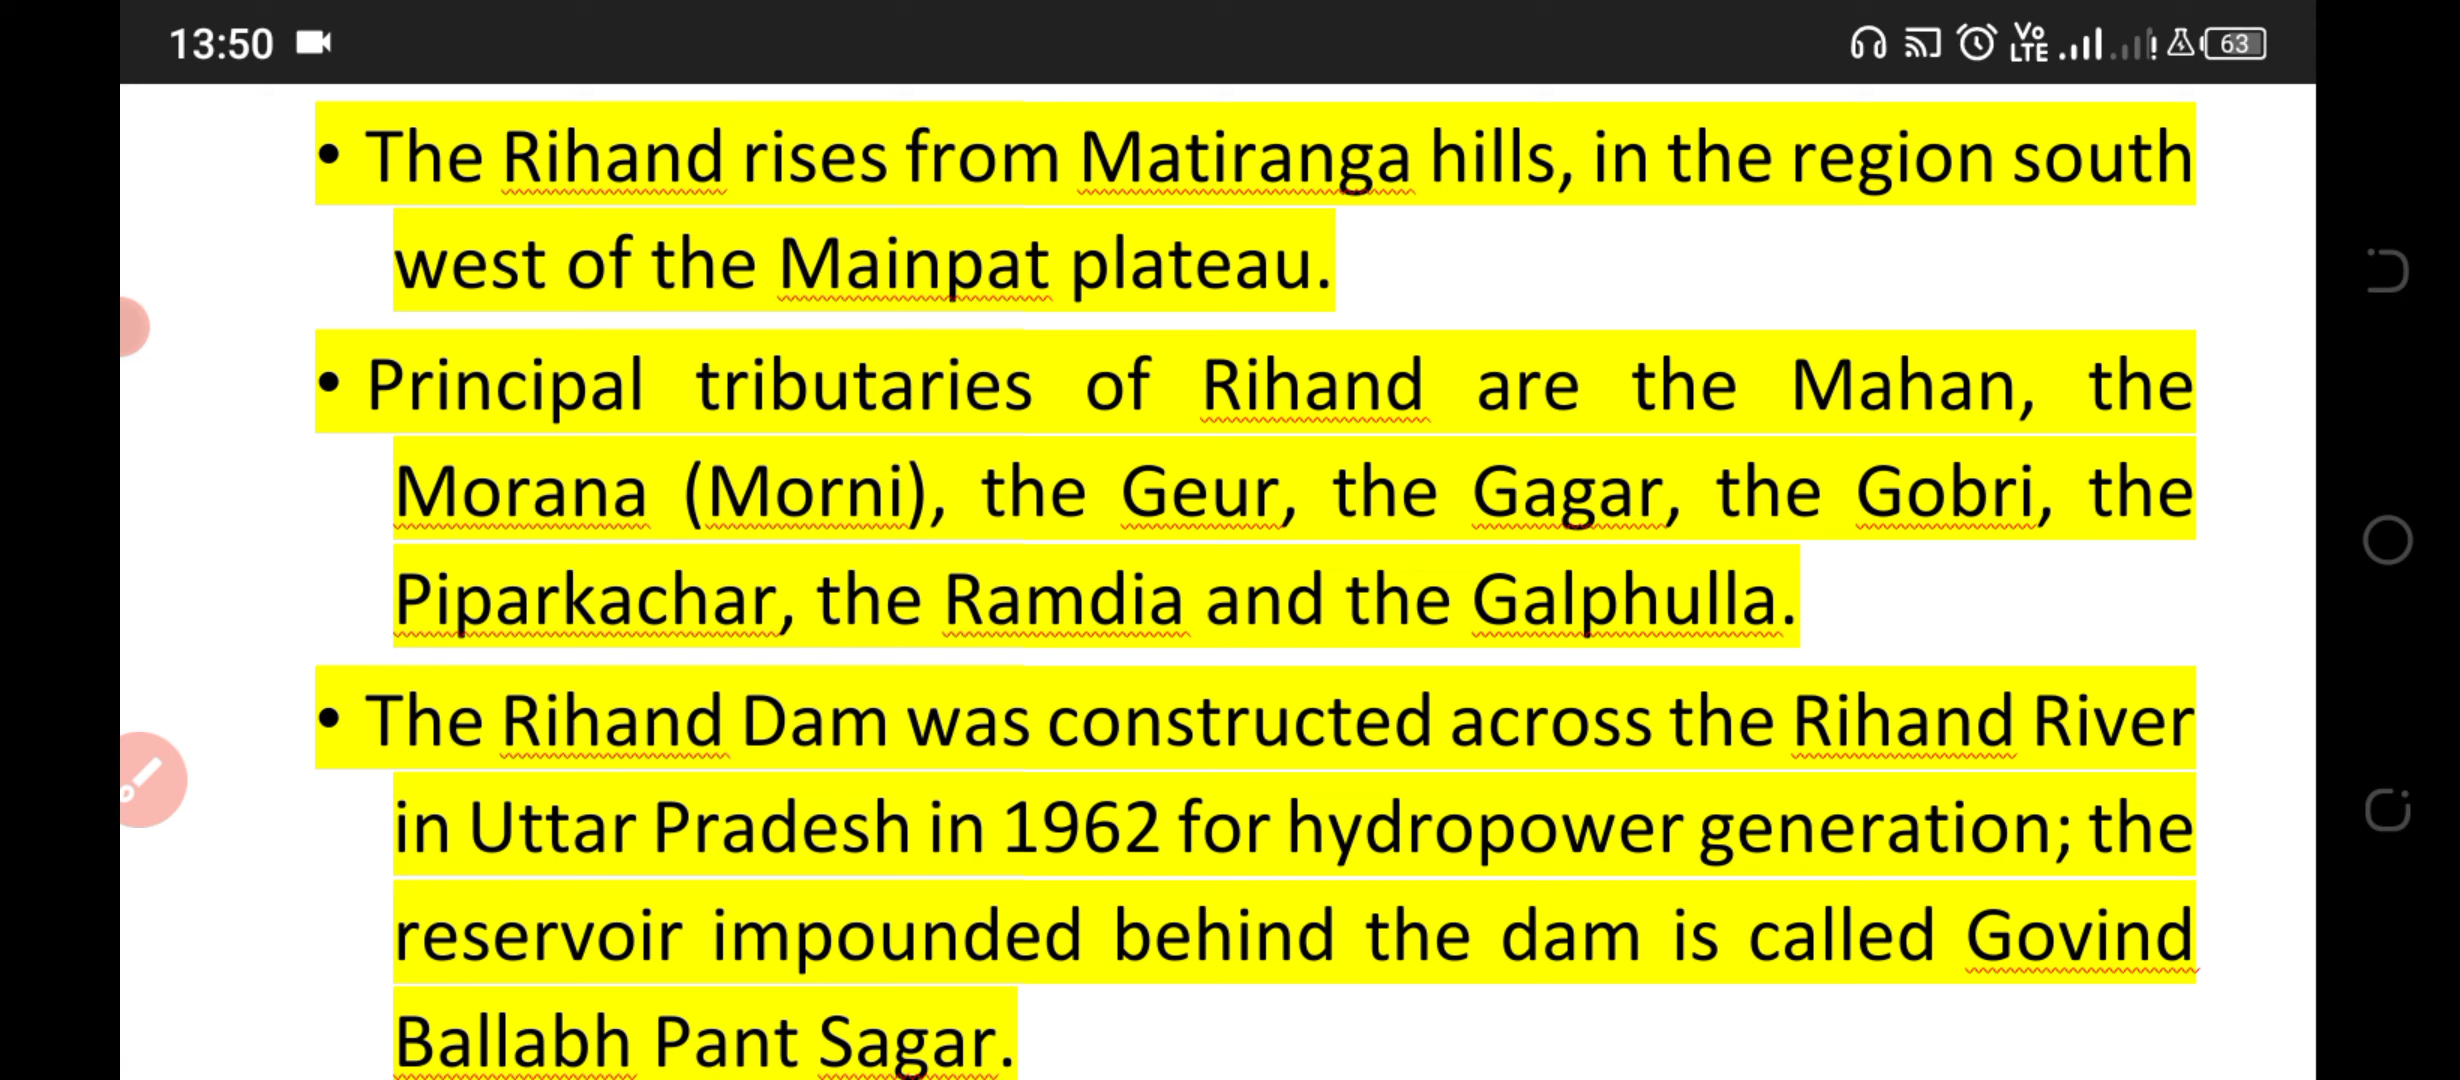 13:50 Vo LTE 63
• The Rihand rises from Matiranga hills, in the region south
west of the Mainpat plateau.
• Principal tributaries of Rihand are the Mahan, the
Morana (Morni), the Geur, the Gagar, the Gobri, the
Piparkachar, the Ramdia and the Galphulla.
• The Rihand Dam was constructed across the Rihand River
in Uttar Pradesh in 1962 for hydropower generation; the
reservoir impounded behind the dam is called Govind
Ballabh Pant Sagar.